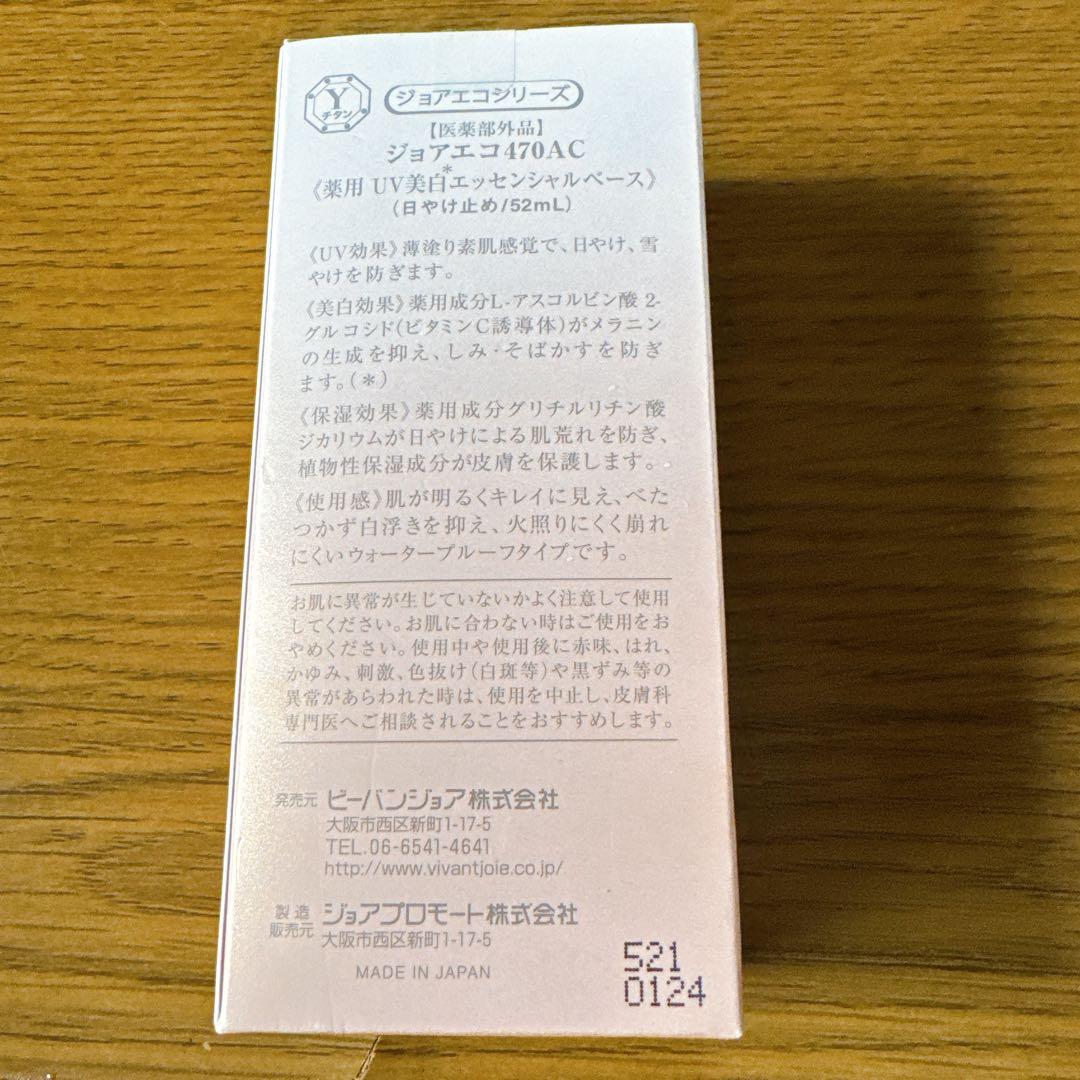 Y
チタン
ジョアエコシリーズ
【医薬部外品】
ジョアエコ470AC
《薬用 UV美白*エッセンシャルベース》
(日やけ止め/52mL)
《UV効果》薄塗り素肌感覚で、日やけ、雪
やけを防ぎます。
《美白効果》薬用成分L-アスコルビン酸 2-
グルコシド(ビタミンC誘導体)がメラニン
の生成を抑え、しみ・そばかすを防ぎ
ます。(*)
《保湿効果》薬用成分グリチルリチン酸
ジカリウムが日やけによる肌荒れを防ぎ、
植物性保湿成分が皮膚を保護します。
《使用感》肌が明るくキレイに見え、べた
つかず白浮きを抑え、火照りにくく崩れ
にくいウォータープルーフタイプです。
お肌に異常が生じていないかよく注意して使用
してください。お肌に合わない時はご使用をお
やめください。使用中や使用後に赤味、はれ、
かゆみ、刺激、色抜け(白斑等)や黒ずみ等の
異常があらわれた時は、使用を中止し、皮膚科
専門医へご相談されることをおすすめします。
発売元 ビーバンジョア株式会社
大阪市西区新町1-17-5
TEL.06-6541-4641
http://www.vivantjoie.co.jp/
製造
販売元 ジョアプロモート株式会社
大阪市西区新町1-17-5
MADE IN JAPAN
521
0124